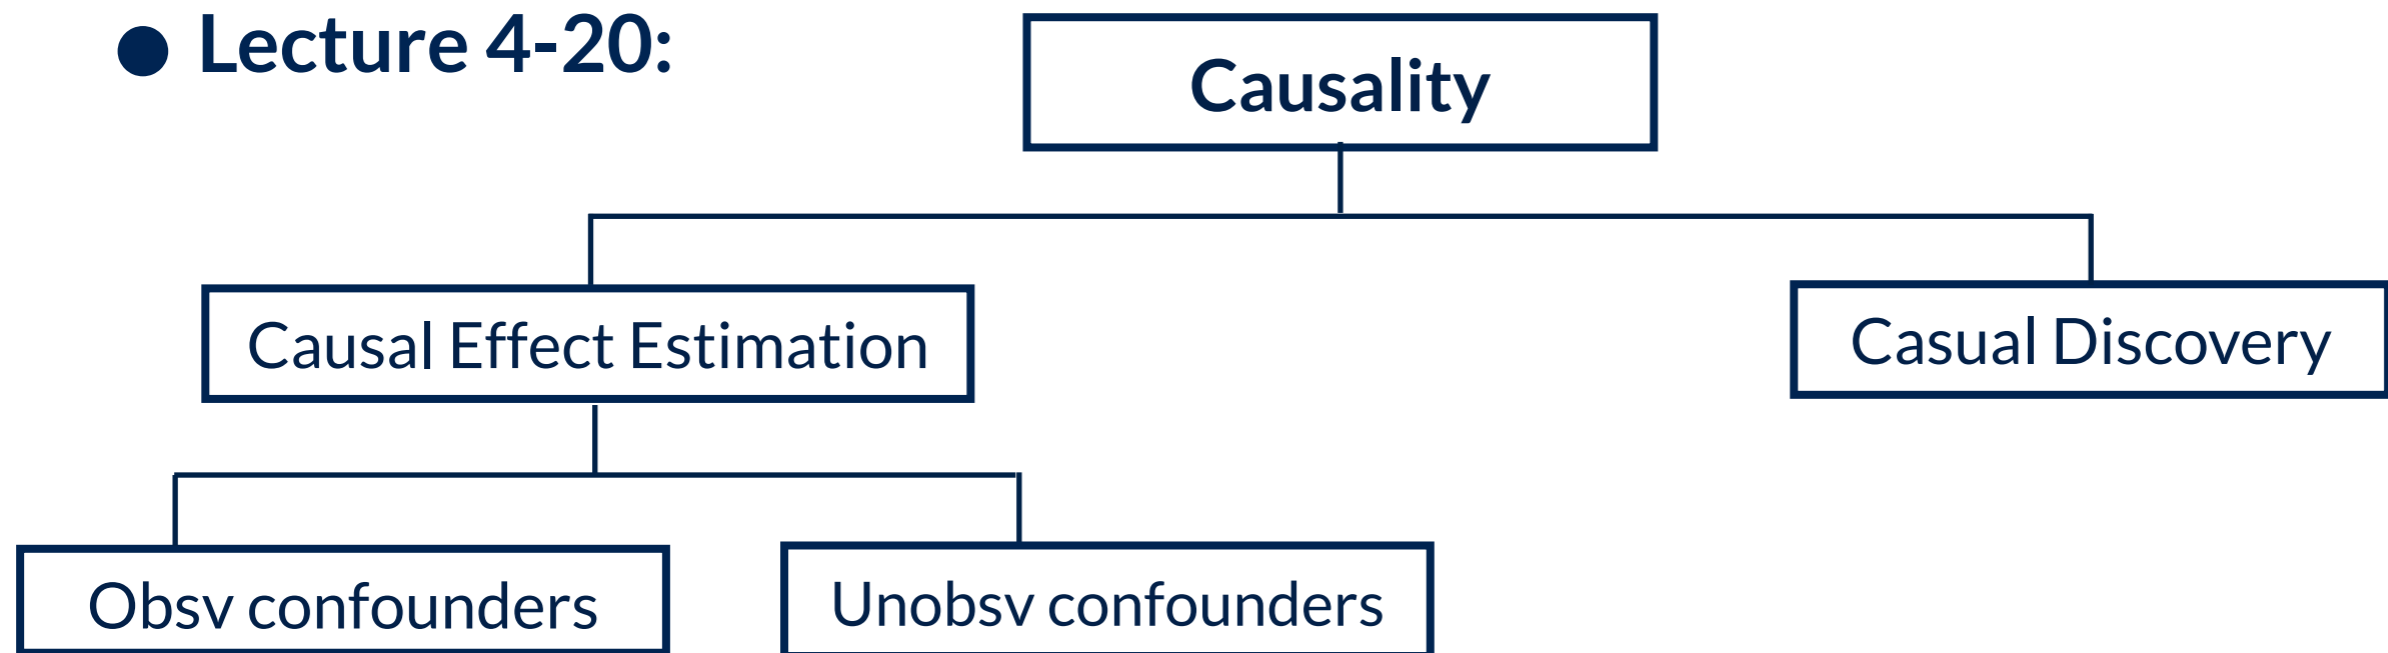 ● Lecture 4-20:
Causality
Causal Effect Estimation
Casual Discovery
Obsv confounders
Unobsv confounders